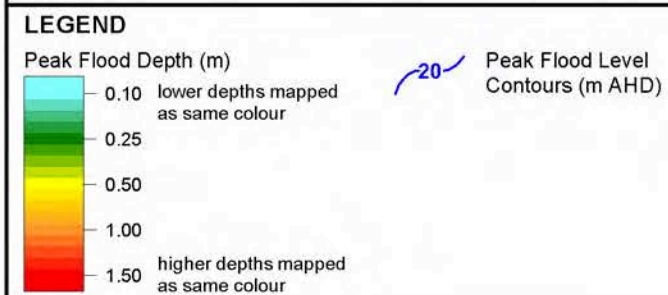 LEGEND
Peak Flood Depth (m)
0.10 lower depths mapped
as same colour
0.25
0.50
1.00
1.50 higher depths mapped
as same colour
20
Peak Flood Level
Contours (m AHD)